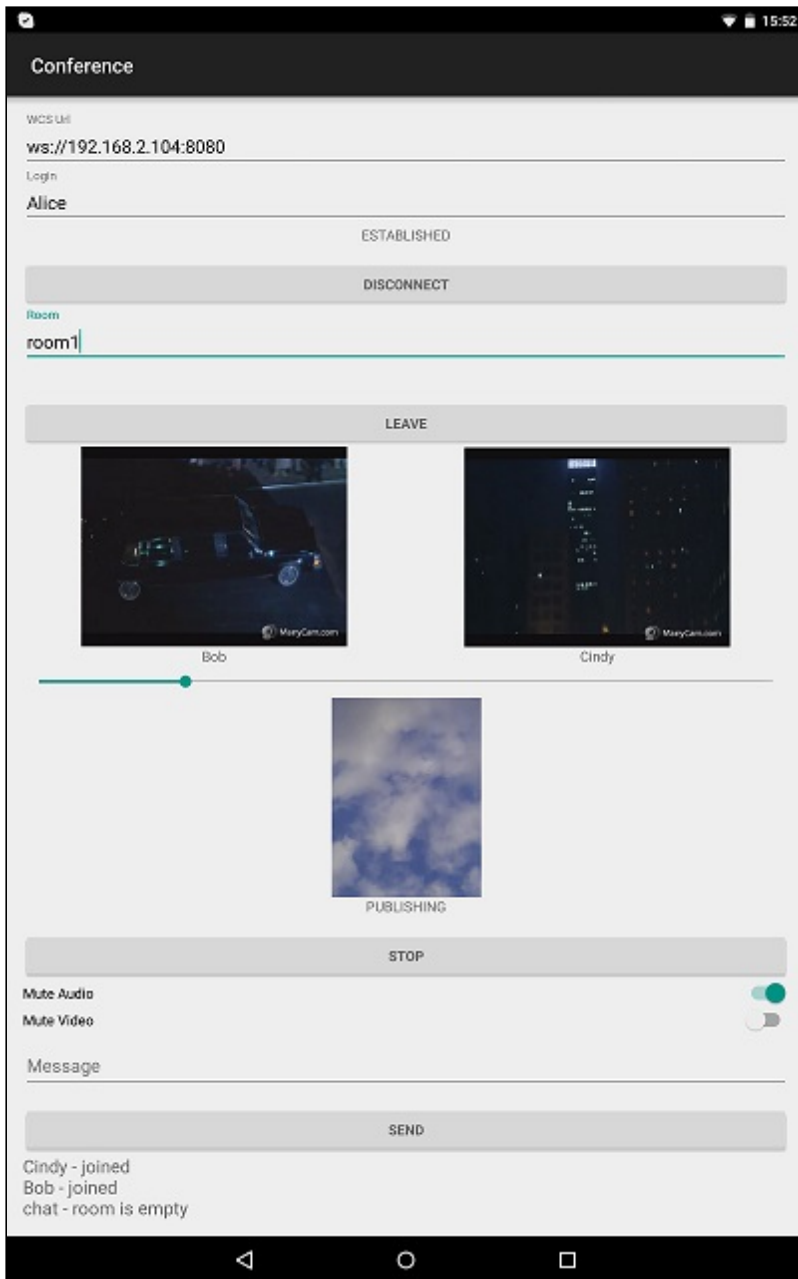 15:52
Conference
WCS Url
ws://192.168.2.104:8080
Login
Alice
ESTABLISHED
DISCONNECT
Room
room1
LEAVE
ManyCam.com
ManyCam.com
Bob
Cindy
PUBLISHING
STOP
Mute Audio
Mute Video
Message
SEND
Cindy - joined
Bob - joined
chat - room is empty